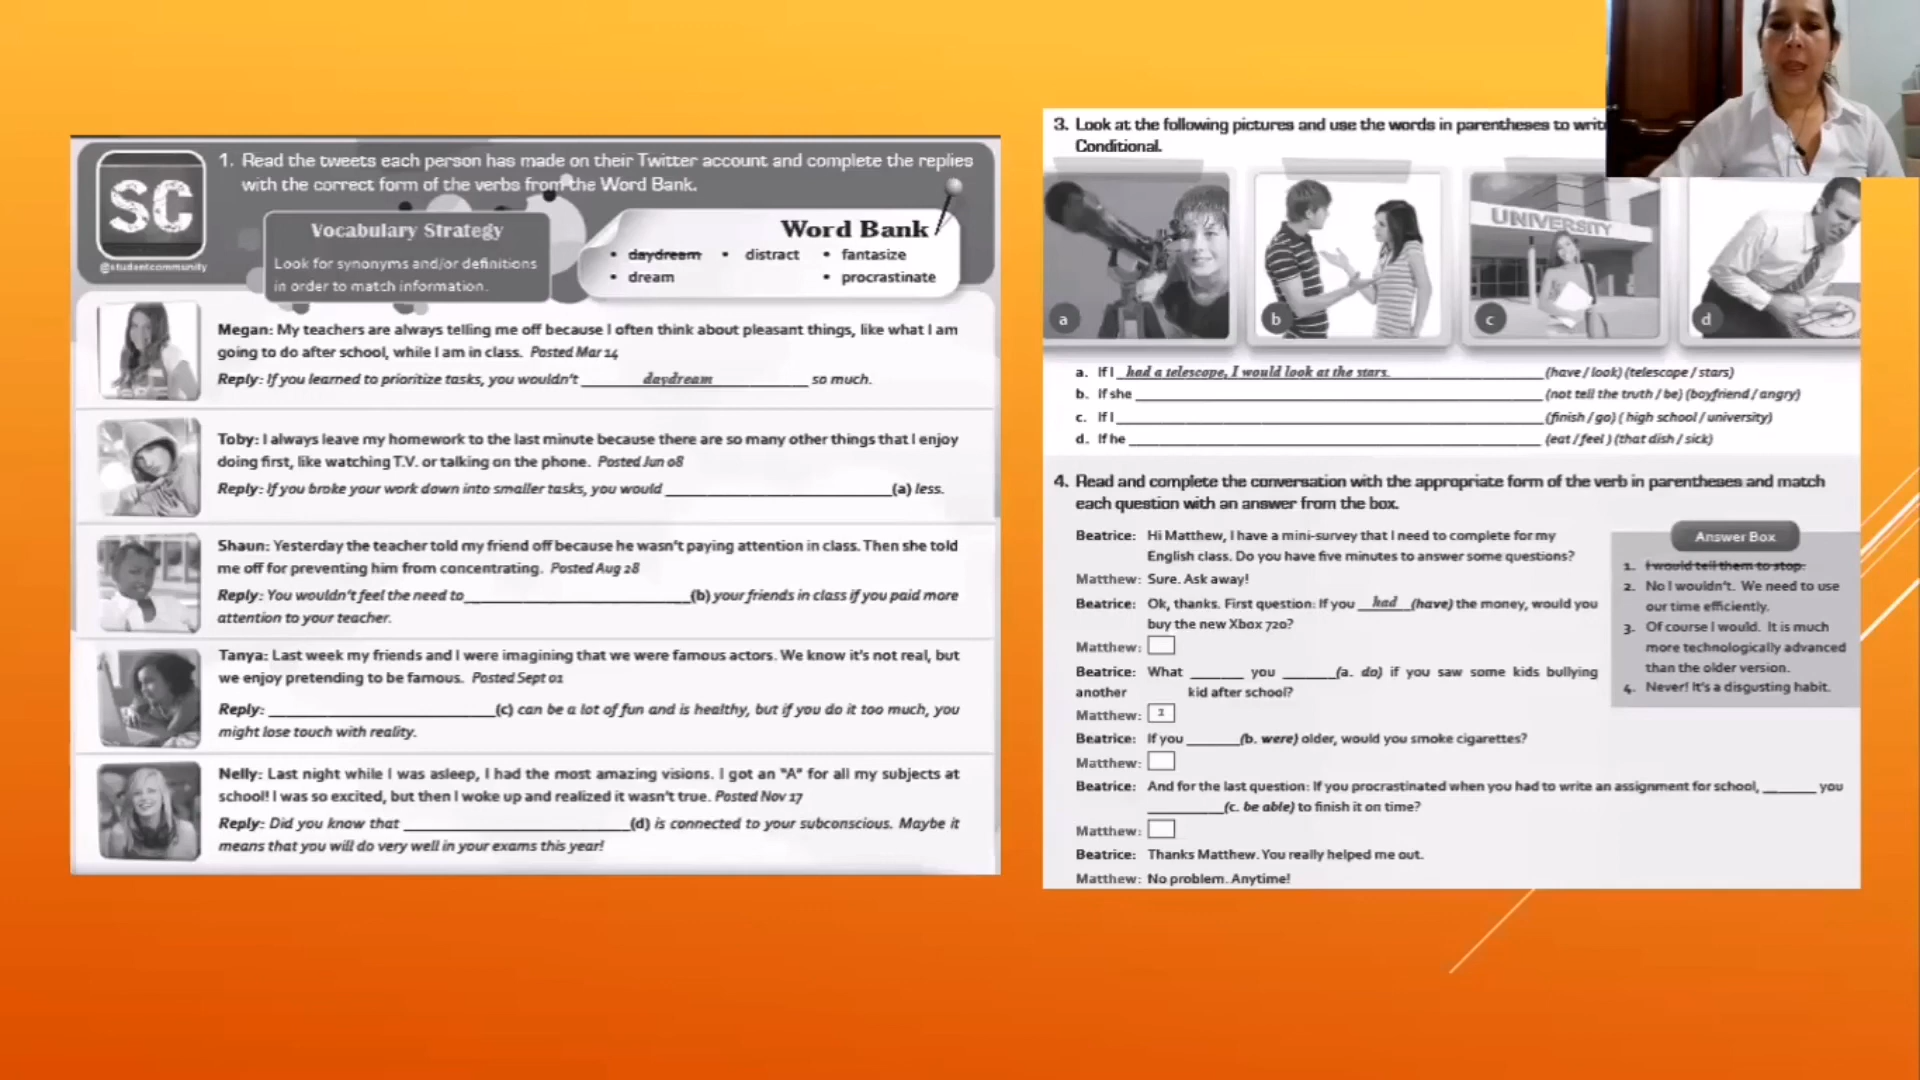 1. Read the tweets each person has made on their Twitter account and complete the replies
with the correct form of the verbs from the Word Bank.
SC
@studentcommunity
Vocabulary Strategy
Look for synonyms and/or definitions
in order to match information.
Word Bank
• daydream • distract • fantasize
• dream • procrastinate
Megan: My teachers are always telling me off because I often think about pleasant things, like what I am
going to do after school, while I am in class. Posted Mar 14
Reply: If you learned to prioritize tasks, you wouldn't ____ daydream ____ so much.
Toby: I always leave my homework to the last minute because there are so many other things that I enjoy
doing first, like watching T.V. or talking on the phone. Posted Jun 08
Reply: If you broke your work down into smaller tasks, you would ____ (a) less.
Shaun: Yesterday the teacher told my friend off because he wasn't paying attention in class. Then she told
me off for preventing him from concentrating. Posted Aug 28
Reply: You wouldn't feel the need to ____ (b) your friends in class if you paid more
attention to your teacher.
Tanya: Last week my friends and I were imagining that we were famous actors. We know it's not real, but
we enjoy pretending to be famous. Posted Sept 01
Reply: ____ (c) can be a lot of fun and is healthy, but if you do it too much, you
might lose touch with reality.
Nelly: Last night while I was asleep, I had the most amazing visions. I got an "A" for all my subjects at
school! I was so excited, but then I woke up and realized it wasn't true. Posted Nov 17
Reply: Did you know that ____ (d) is connected to your subconscious. Maybe it
means that you will do very well in your exams this year!
3. Look at the following pictures and use the words in parentheses to
Conditional.
UNIVERSITY
a b c d
a. If I had a telescope, I would look at the stars. ____ (have / look) (telescope / stars)
b. If she ____ (not tell the truth / be) (boyfriend / angry)
c. If I ____ (finish / go) ( high school / university)
d. If he ____ (eat / feel ) (that dish / sick)
4. Read and complete the conversation with the appropriate form of the verb in parentheses and match
each question with an answer from the box.
Beatrice: Hi Matthew, I have a mini-survey that I need to complete for my
English class. Do you have five minutes to answer some questions?
Matthew: Sure. Ask away!
Beatrice: Ok, thanks. First question: If you had (have) the money, would you
buy the new Xbox 720?
Matthew:
Beatrice: What ____ you ____ (a. do) if you saw some kids bullying
another kid after school?
Matthew: 1
Beatrice: If you ____ (b. were) older, would you smoke cigarettes?
Matthew:
Beatrice: And for the last question: If you procrastinated when you had to write an assignment for school, ____ you
____ (c. be able) to finish it on time?
Matthew:
Beatrice: Thanks Matthew. You really helped me out.
Matthew: No problem. Anytime!
Answer Box
1. I would tell them to stop.
2. No I wouldn't. We need to use
our time efficiently.
3. Of course I would. It is much
more technologically advanced
than the older version.
4. Never! It's a disgusting habit.